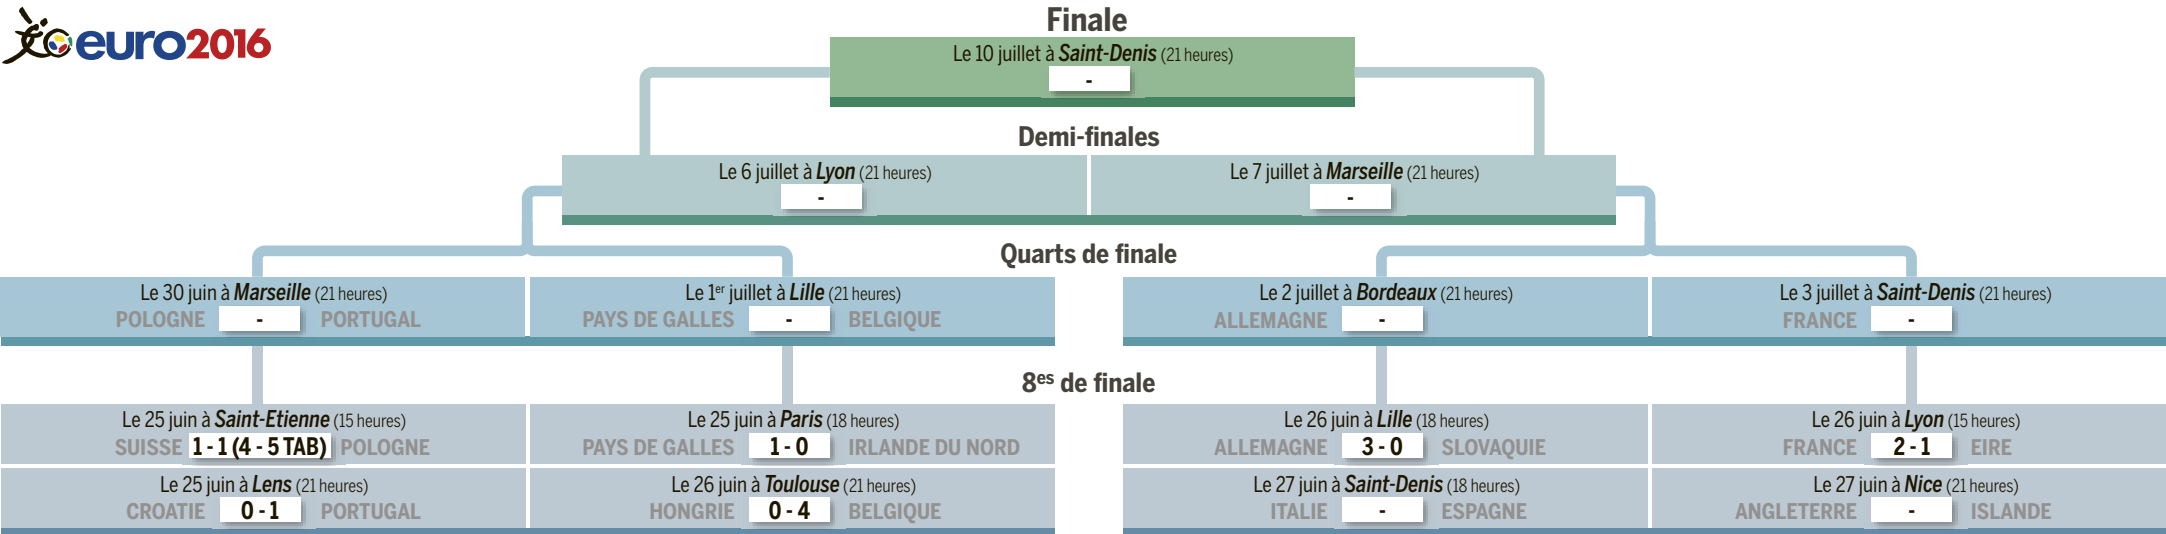 euro2016
Finale
Le 10 juillet à Saint-Denis (21 heures)
-
Demi-finales
Le 6 juillet à Lyon (21 heures)
-
Le 7 juillet à Marseille (21 heures)
-
Quarts de finale
Le 30 juin à Marseille (21 heures)
POLOGNE - PORTUGAL
Le 1er juillet à Lille (21 heures)
PAYS DE GALLES - BELGIQUE
Le 2 juillet à Bordeaux (21 heures)
ALLEMAGNE -
Le 3 juillet à Saint-Denis (21 heures)
FRANCE -
8es de finale
Le 25 juin à Saint-Etienne (15 heures)
SUISSE 1 - 1 (4 - 5 TAB) POLOGNE
Le 25 juin à Paris (18 heures)
PAYS DE GALLES 1 - 0 IRLANDE DU NORD
Le 26 juin à Lille (18 heures)
ALLEMAGNE 3 - 0 SLOVAQUIE
Le 26 juin à Lyon (15 heures)
FRANCE 2 - 1 EIRE
Le 25 juin à Lens (21 heures)
CROATIE 0 - 1 PORTUGAL
Le 26 juin à Toulouse (21 heures)
HONGRIE 0 - 4 BELGIQUE
Le 27 juin à Saint-Denis (18 heures)
ITALIE - ESPAGNE
Le 27 juin à Nice (21 heures)
ANGLETERRE - ISLANDE